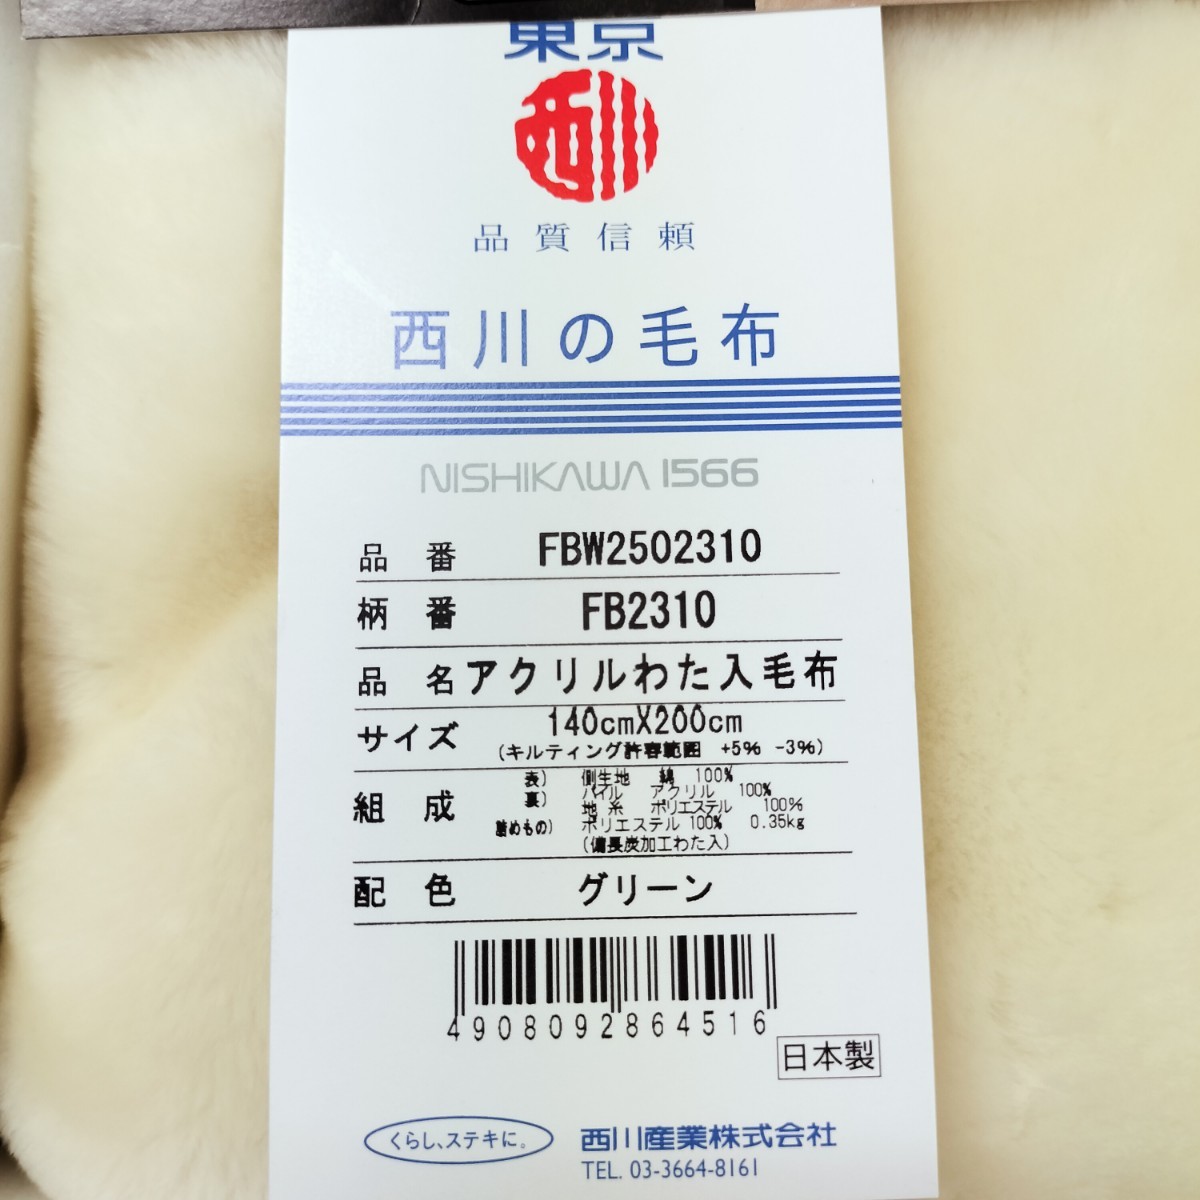 東京
西川
品質信頼
西川の毛布
NISHIKAWA 1566
品 番 FBW2502310
柄 番 FB2310
品 名 アクリルわた入毛布
サイズ 140cmX200cm
(キルティング許容範囲 +5% -3%)
組 成 表) 側生地 綿 100%
裏) パイル アクリル 100%
地 糸 ポリエステル 100%
詰めもの) ポリエステル 100% 0.35kg
(備長炭加工わた入)
配 色 グリーン
4908092864516
日本製
くらし、ステキに。
西川産業株式会社
TEL. 03-3664-8161